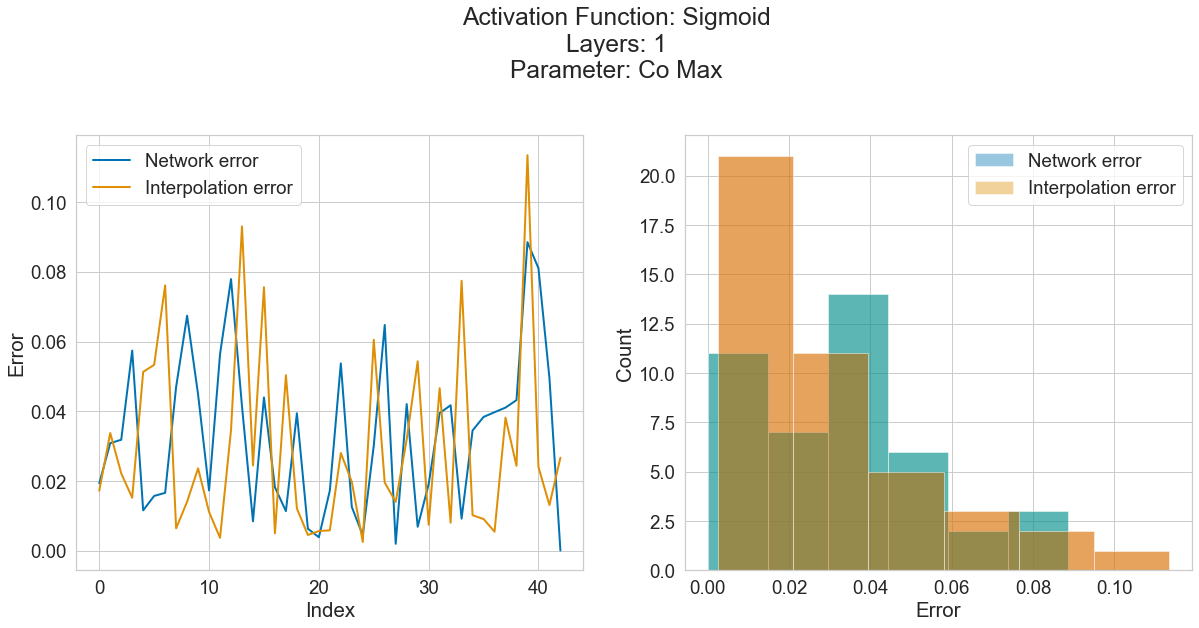 Activation Function: Sigmoid
Layers: 1
Parameter: Co Max
Network error
Interpolation error
0.10
0.08
0.06
0.04
0.02
0.00
Error
0 10 20 30 40
Index
Network error
Interpolation error
20.0
17.5
15.0
12.5
10.0
7.5
5.0
2.5
0.0
Count
0.00 0.02 0.04 0.06 0.08 0.10
Error